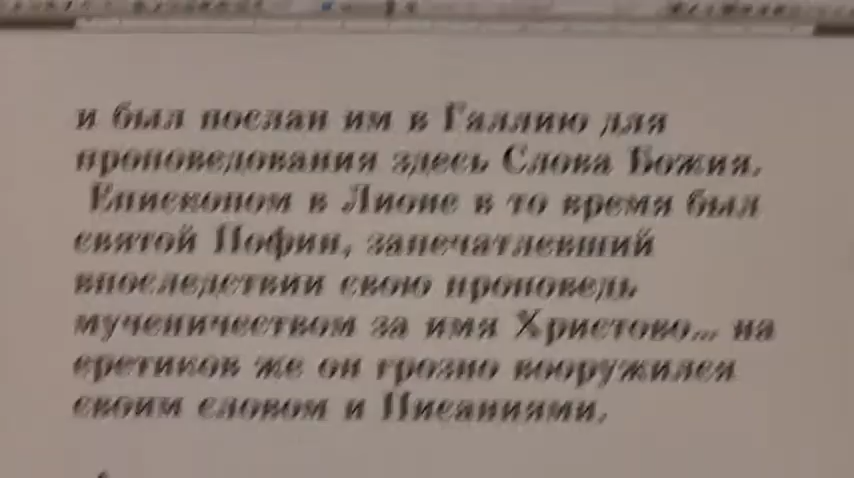 и был послан им в Галлию для
проповедования здесь Слова Божия.
Епископом в Лионе в то время был
святой Пофин, запечатлевший
впоследствии свою проповедь
мученичеством за имя Христово... на
еретиков же он грозно вооружился
своим словом и Писаниями.